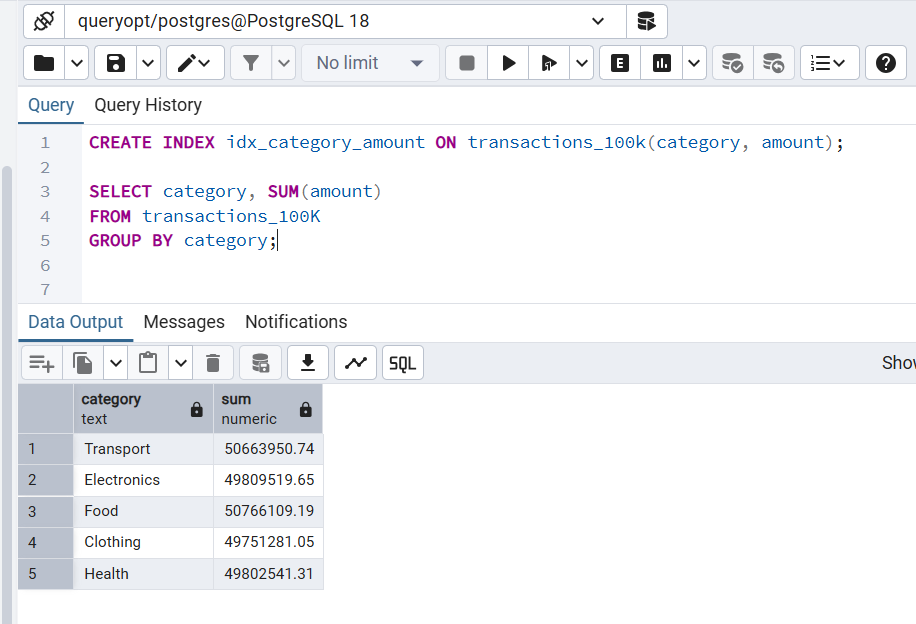 queryopt/postgres@PostgreSQL 18
No limit
E
?
Query Query History
1 CREATE INDEX idx_category_amount ON transactions_100k(category, amount);
2
3 SELECT category, SUM(amount)
4 FROM transactions_100K
5 GROUP BY category;
6
7
Data Output Messages Notifications
SQL
Show
category sum
text numeric
1 Transport 50663950.74
2 Electronics 49809519.65
3 Food 50766109.19
4 Clothing 49751281.05
5 Health 49802541.31